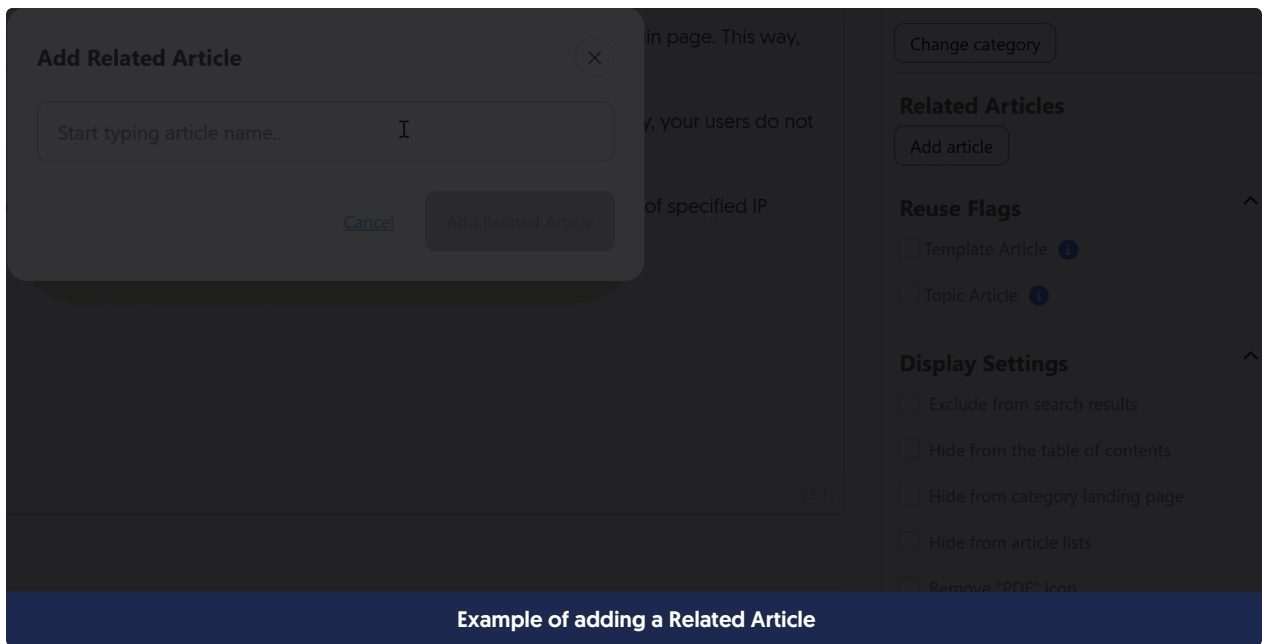 Add Related Article
Start typing article name..
Cancel
Add Related Article
in page. This way,
y, your users do not
of specified IP
2837
Change category
Related Articles
Add article
Reuse Flags
Template Article
Topic Article
Display Settings
Exclude from search results
Hide from the table of contents
Hide from category landing page
Hide from article lists
Remove "PDF" icon
Example of adding a Related Article